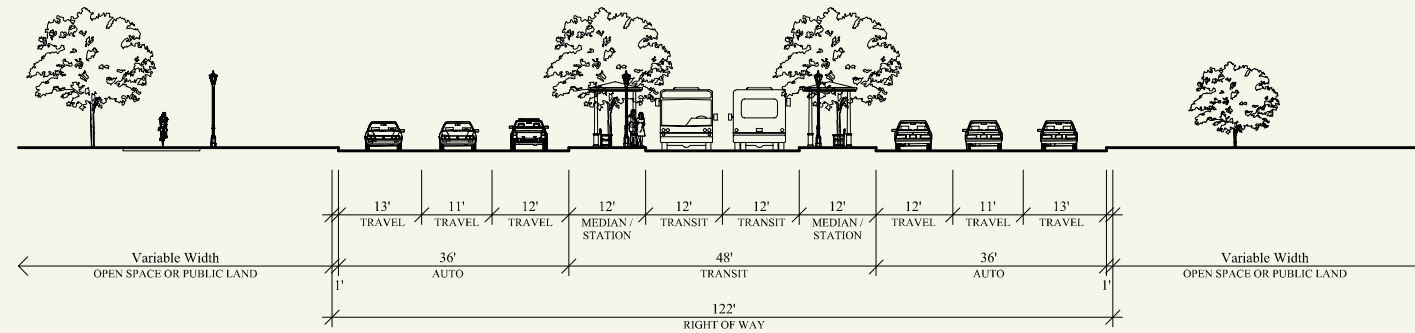 13' 11' 12' 12' 12' 12' 12' 12' 11' 13'
TRAVEL TRAVEL TRAVEL MEDIAN / TRANSIT TRANSIT MEDIAN / TRAVEL TRAVEL TRAVEL
STATION STATION
Variable Width 36' 48' 36' Variable Width
OPEN SPACE OR PUBLIC LAND AUTO TRANSIT AUTO OPEN SPACE OR PUBLIC LAND
1' 1'
122'
RIGHT OF WAY